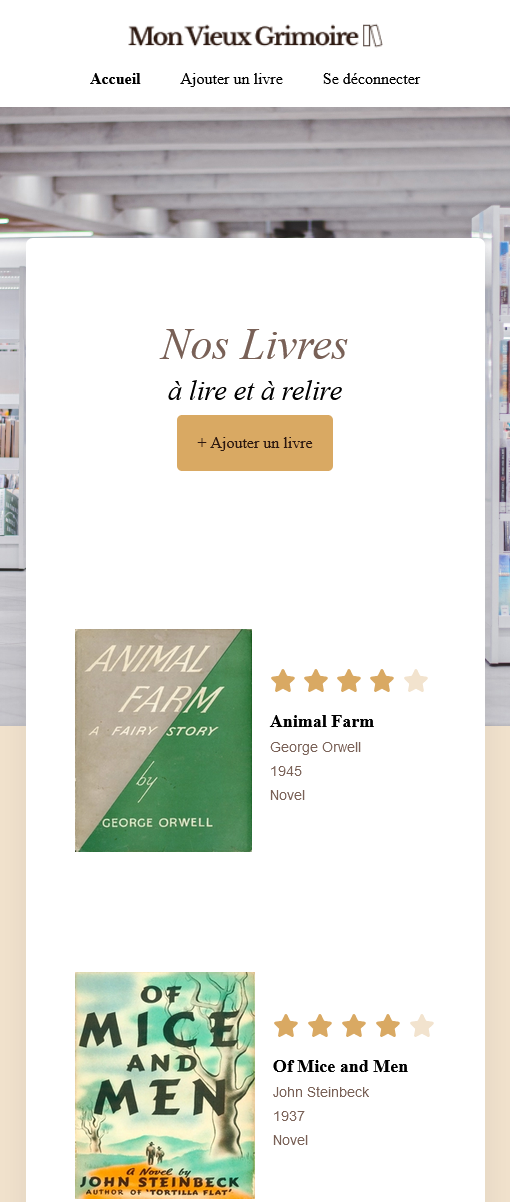 Mon Vieux Grimoire
Accueil Ajouter un livre Se déconnecter
Nos Livres
à lire et à relire
+ Ajouter un livre
ANIMAL
FARM
A FAIRY STORY
by
GEORGE ORWELL
Animal Farm
George Orwell
1945
Novel
OF
MICE
AND
MEN
A Novel by
JOHN STEINBECK
AUTHOR OF 'TORTILLA FLAT'
Of Mice and Men
John Steinbeck
1937
Novel